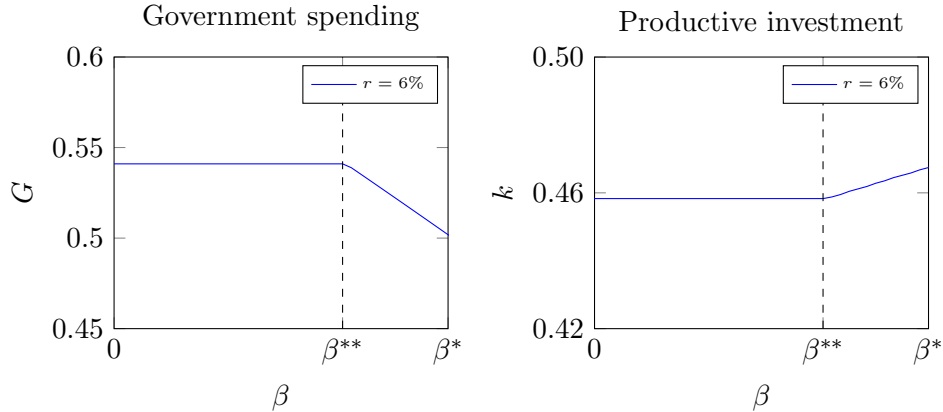 Government spending
0.6
0.55
0.5
0.45
G
r = 6%
0
β**
β*
β
Productive investment
0.50
0.46
0.42
k
r = 6%
0
β**
β*
β